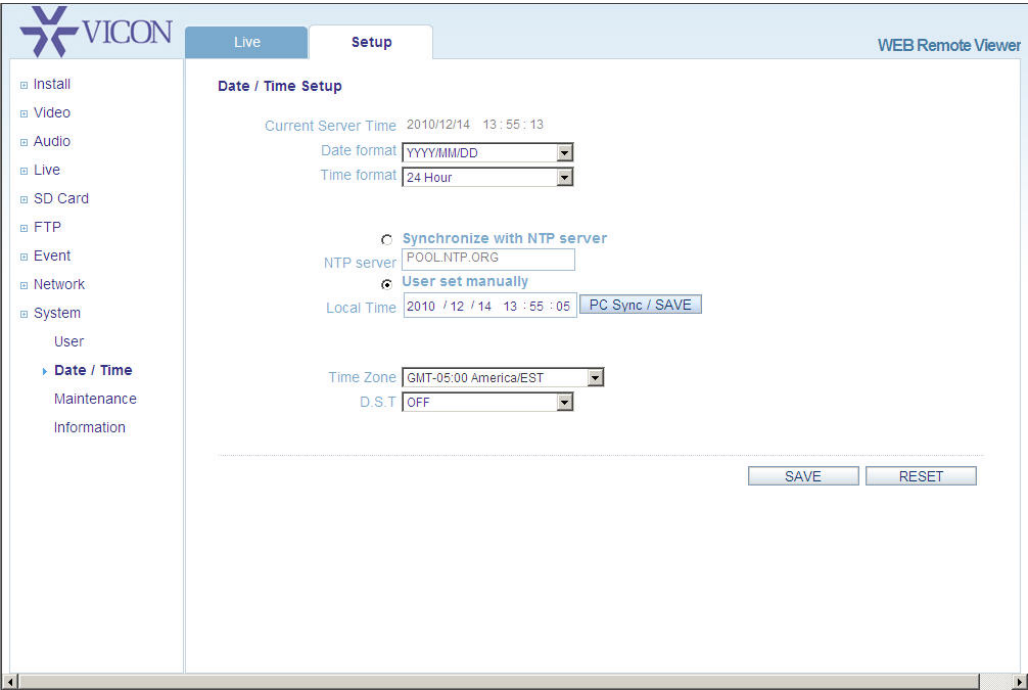 VICON
Live
Setup
WEB Remote Viewer
Install
Video
Audio
Live
SD Card
FTP
Event
Network
System
User
Date / Time
Maintenance
Information
Date / Time Setup
Current Server Time 2010/12/14 13 : 55 : 13
Date format YYYY/MM/DD
Time format 24 Hour
Synchronize with NTP server
NTP server POOL.NTP.ORG
User set manually
Local Time 2010 / 12 / 14 13 : 55 : 05 PC Sync / SAVE
Time Zone GMT-05:00 America/EST
D.S.T OFF
SAVE RESET